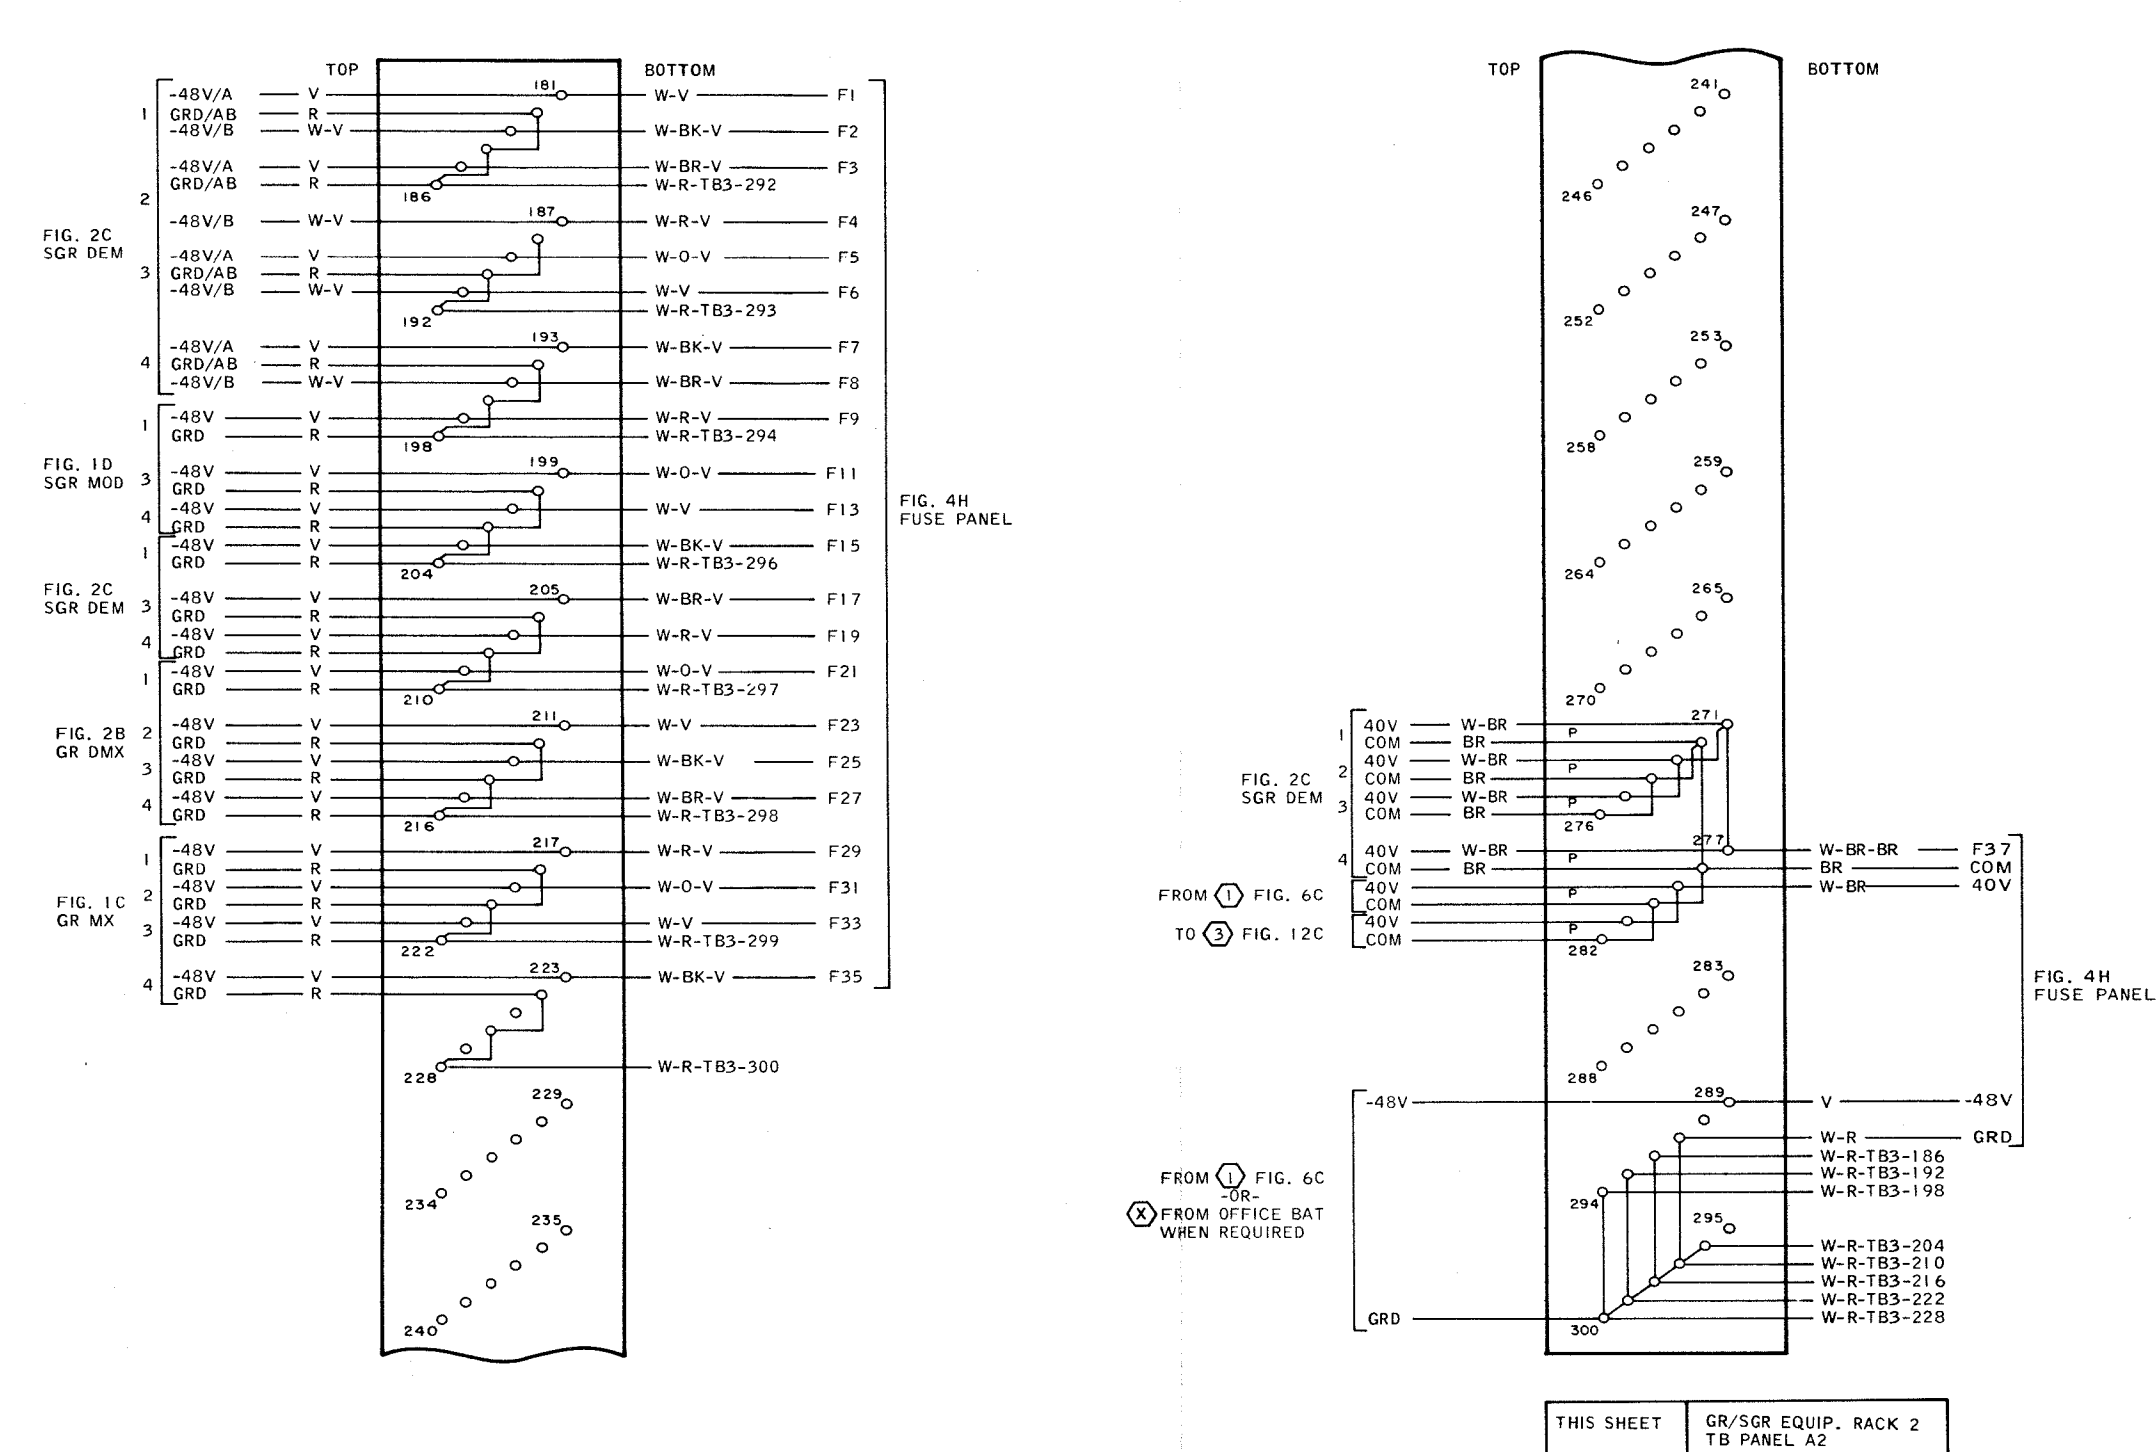 TOP BOTTOM
1 -48V/A V 181 W-V F1
GRD/AB R
-48V/B W-V W-BK-V F2
2 -48V/A V W-BR-V F3
GRD/AB R 186 W-R-TB3-292
-48V/B W-V 187 W-R-V F4
FIG. 2C
SGR DEM
3 -48V/A V W-O-V F5
GRD/AB R
-48V/B W-V W-V F6
192 W-R-TB3-293
4 -48V/A V 193 W-BK-V F7
GRD/AB R
-48V/B W-V W-BR-V F8
1 -48V V W-R-V F9
GRD R 198 W-R-TB3-294
FIG. 1D
SGR MOD
3 -48V V 199 W-O-V F11
GRD R
4 -48V V W-V F13
GRD R
FIG. 4H
FUSE PANEL
1 -48V V W-BK-V F15
GRD R 204 W-R-TB3-296
FIG. 2C
SGR DEM
3 -48V V 205 W-BR-V F17
GRD R
4 -48V V W-R-V F19
GRD R
1 -48V V W-O-V F21
GRD R 210 W-R-TB3-297
FIG. 2B
GR DMX
2 -48V V 211 W-V F23
GRD R
3 -48V V W-BK-V F25
GRD R
4 -48V V W-BR-V F27
GRD R 216 W-R-TB3-298
1 -48V V 217 W-R-V F29
GRD R
FIG. 1C
GR MX
2 -48V V W-O-V F31
GRD R
3 -48V V W-V F33
GRD R 222 W-R-TB3-299
4 -48V V 223 W-BK-V F35
GRD R
228 W-R-TB3-300
229
234
235
240
TOP BOTTOM
241
246
247
252
253
258
259
264
265
270
1 40V W-BR P 271
COM BR
FIG. 2C
SGR DEM
2 40V W-BR P
COM BR
3 40V W-BR P
COM BR 276
4 40V W-BR P 277 W-BR-BR F37
COM BR BR COM
FROM 1 FIG. 6C
40V P W-BR 40V
COM
TO 3 FIG. 12C
40V P
COM 282
283
288
FIG. 4H
FUSE PANEL
-48V 289 V -48V
W-R GRD
W-R-TB3-186
W-R-TB3-192
294 W-R-TB3-198
FROM 1 FIG. 6C
-OR-
X FROM OFFICE BAT
WHEN REQUIRED
295
W-R-TB3-204
W-R-TB3-210
W-R-TB3-216
W-R-TB3-222
GRD 300 W-R-TB3-228
THIS SHEET GR/SGR EQUIP. RACK 2
TB PANEL A2